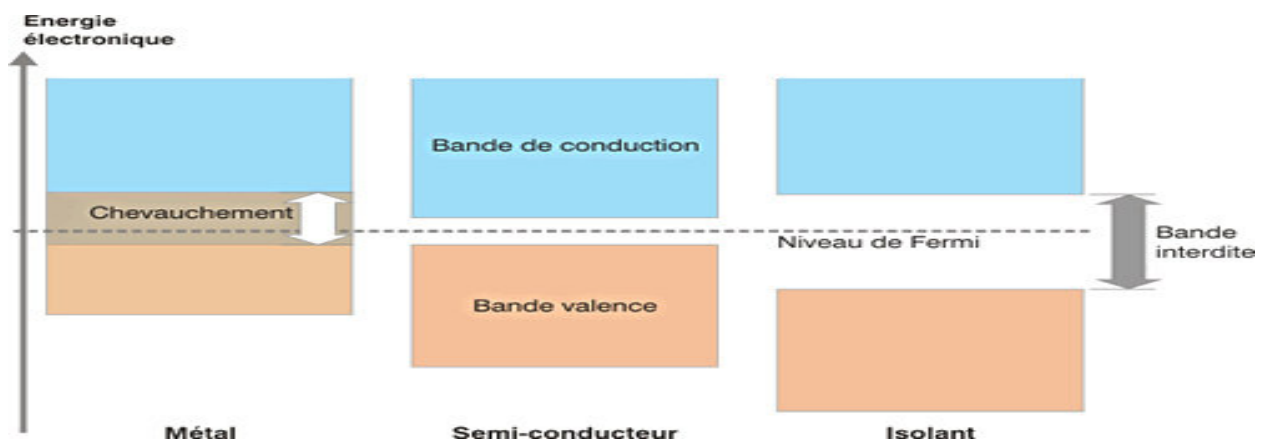 Energie
électronique
Bande de conduction
Chevauchement
Niveau de Fermi
Bande
interdite
Bande valence
Métal
Semi-conducteur
Isolant